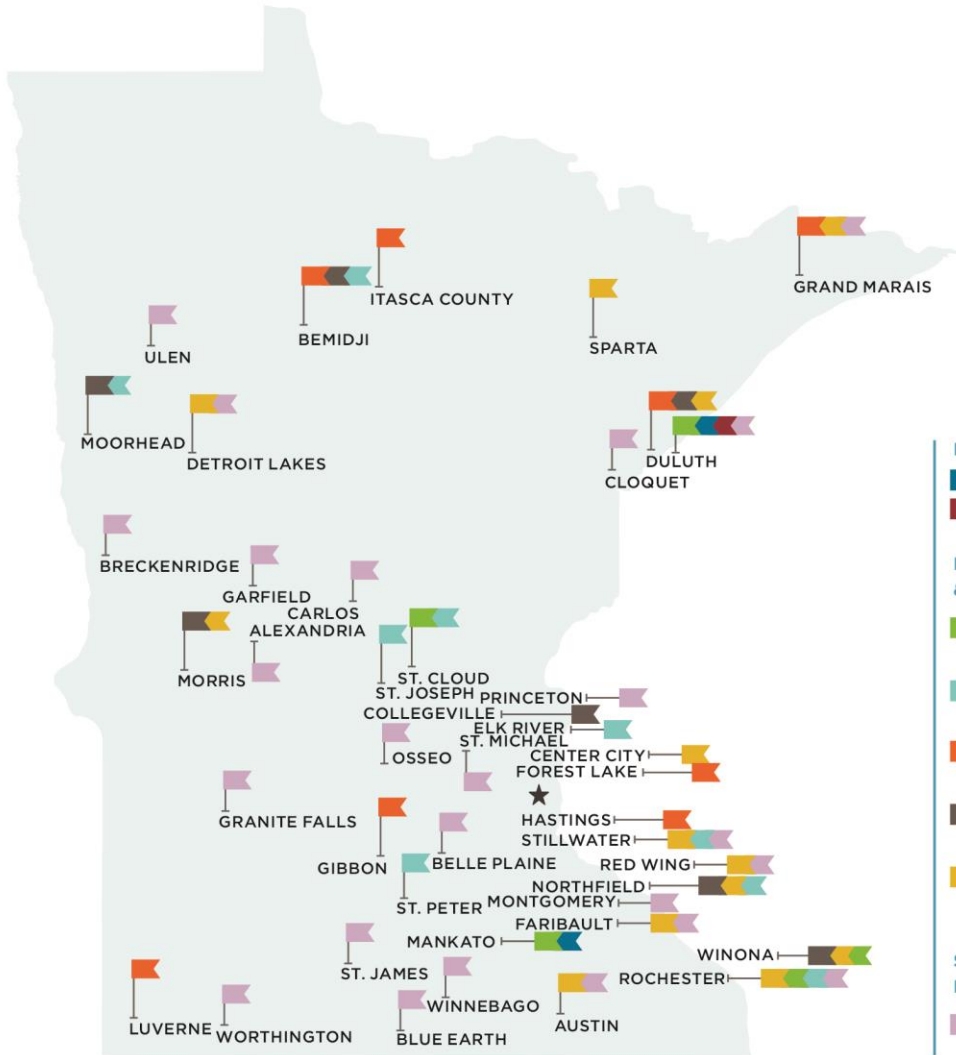 GRAND MARAIS
ITASCA COUNTY
BEMIDJI
SPARTA
ULEN
MOORHEAD
DETROIT LAKES
DULUTH
CLOQUET
BRECKENRIDGE
GARFIELD
CARLOS
ALEXANDRIA
MORRIS
ST. CLOUD
ST. JOSEPH
PRINCETON
COLLEGEVILLE
ELK RIVER
ST. MICHAEL
OSSEO
CENTER CITY
FOREST LAKE
GRANITE FALLS
HASTINGS
STILLWATER
GIBBON
BELLE PLAINE
RED WING
NORTHFIELD
ST. PETER
MONTGOMERY
FARIBAULT
MANKATO
WINONA
ST. JAMES
ROCHESTER
WINNEBAGO
LUVERNE
WORTHINGTON
BLUE EARTH
AUSTIN